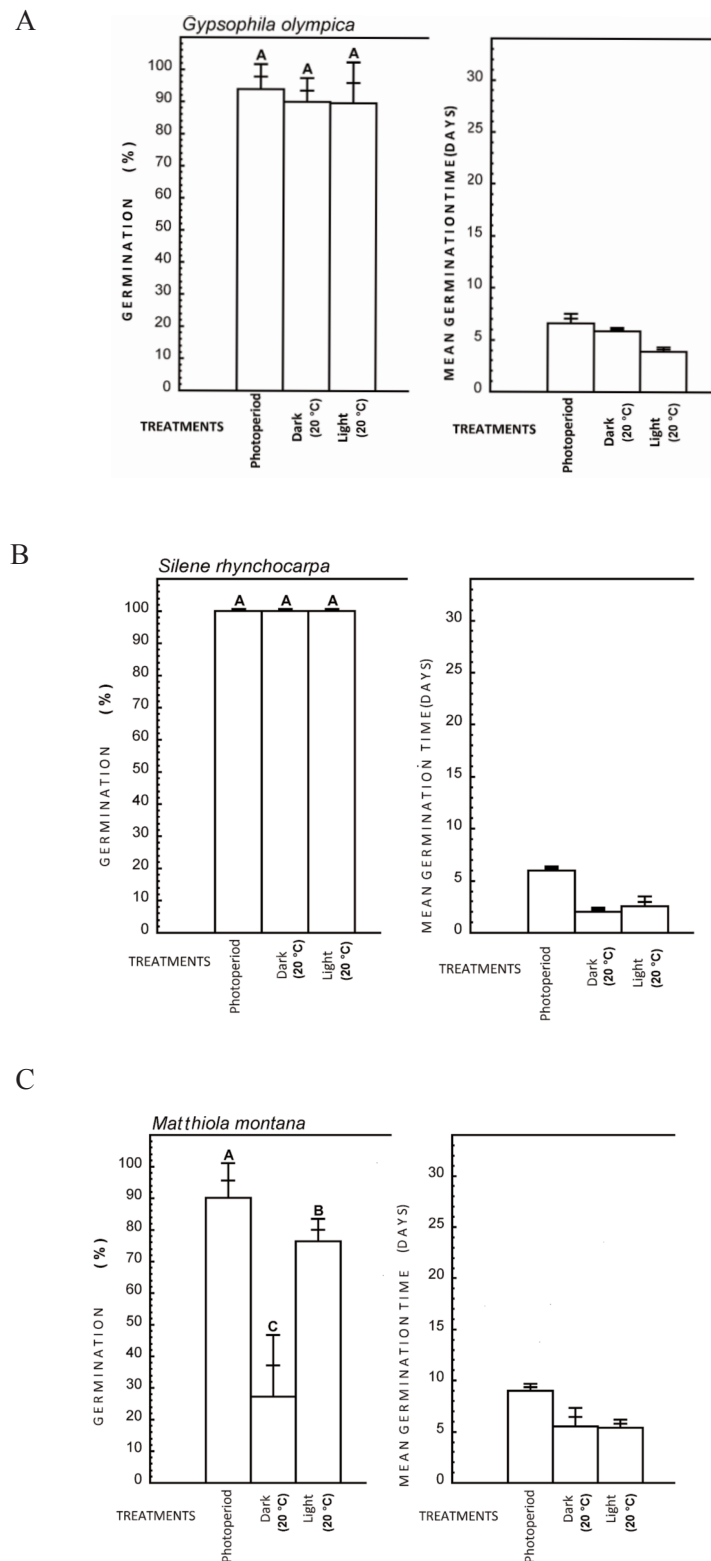 A
Gypsophila olympica
GERMINATION (%)
100
90
80
70
60
50
40
30
20
10
0
A
A
A
TREATMENTS
Photoperiod
Dark
(20 °C)
Light
(20 °C)
MEAN GERMINATION TIME (DAYS)
30
25
20
15
10
5
0
TREATMENTS
Photoperiod
Dark
(20 °C)
Light
(20 °C)
B
Silene rhynchocarpa
GERMINATION (%)
100
90
80
70
60
50
40
30
20
10
0
A
A
A
TREATMENTS
Photoperiod
Dark
(20 °C)
Light
(20 °C)
MEAN GERMINATION TIME (DAYS)
30
25
20
15
10
5
0
TREATMENTS
Photoperiod
Dark
(20 °C)
Light
(20 °C)
C
Matthiola montana
GERMINATION (%)
100
90
80
70
60
50
40
30
20
10
0
A
C
B
TREATMENTS
Photoperiod
Dark
(20 °C)
Light
(20 °C)
MEAN GERMINATION TIME (DAYS)
30
25
20
15
10
5
0
TREATMENTS
Photoperiod
Dark
(20 °C)
Light
(20 °C)